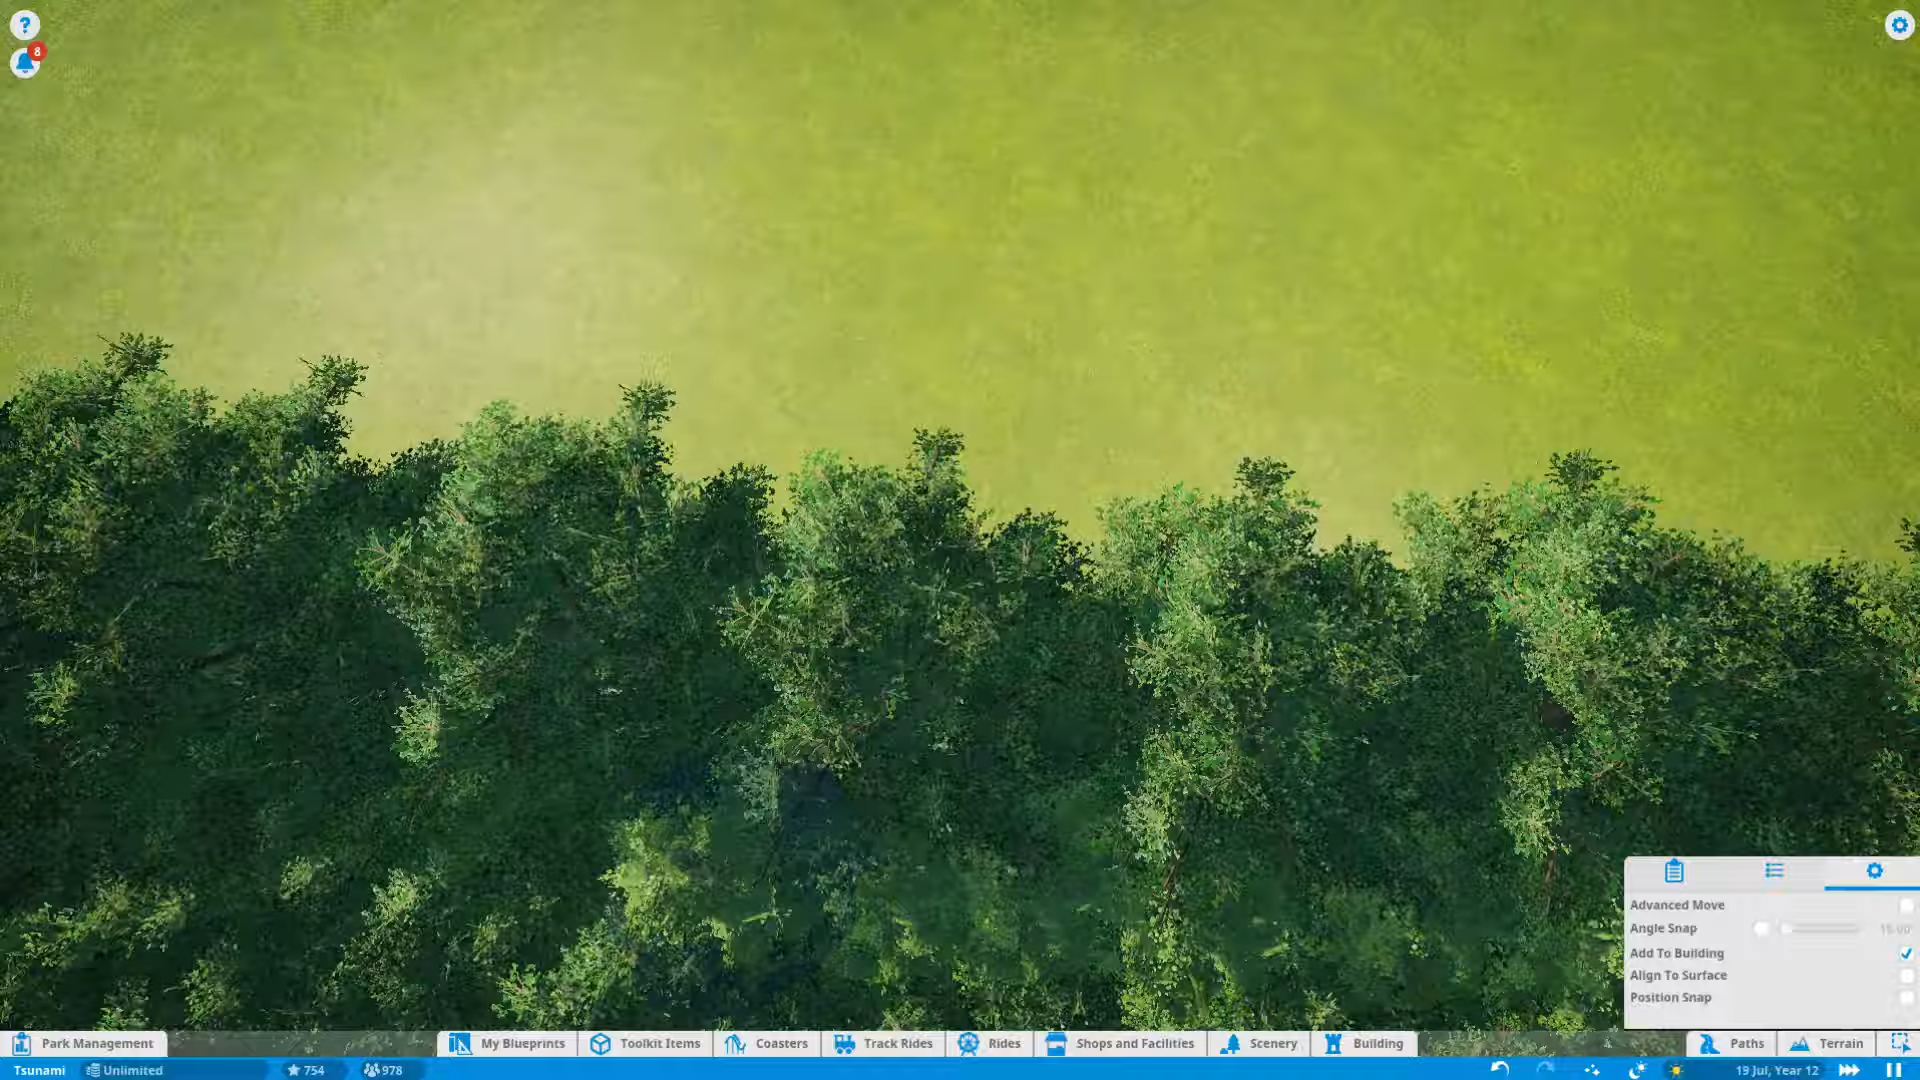 ?
8
Advanced Move
Angle Snap 15.00
Add To Building
Align To Surface
Position Snap
Park Management My Blueprints Toolkit Items Coasters Track Rides Rides Shops and Facilities Scenery Building Paths Terrain
Tsunami Unlimited 754 978 19 Jul, Year 12